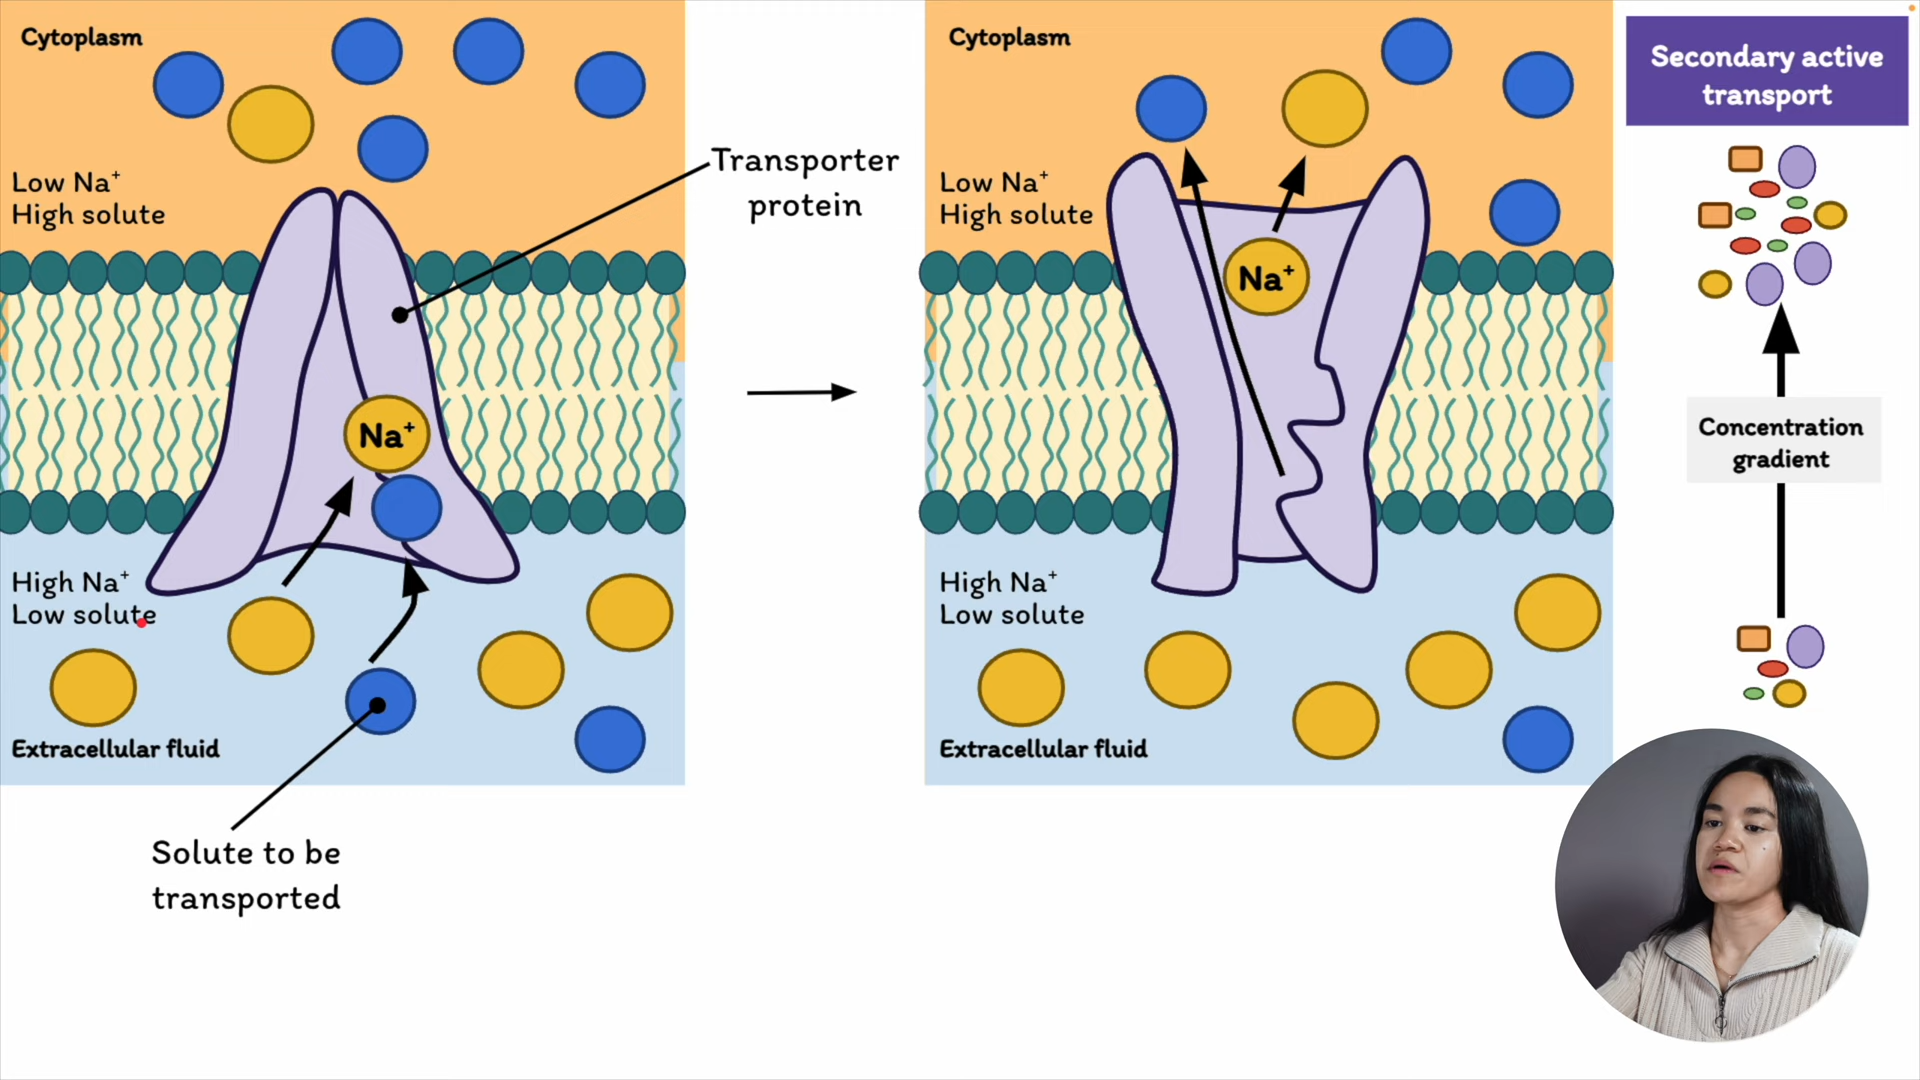 Cytoplasm
Low Na⁺
High solute
Transporter
protein
Na⁺
High Na⁺
Low solute
Extracellular fluid
Solute to be
transported
Cytoplasm
Low Na⁺
High solute
Na⁺
High Na⁺
Low solute
Extracellular fluid
Secondary active
transport
Concentration
gradient